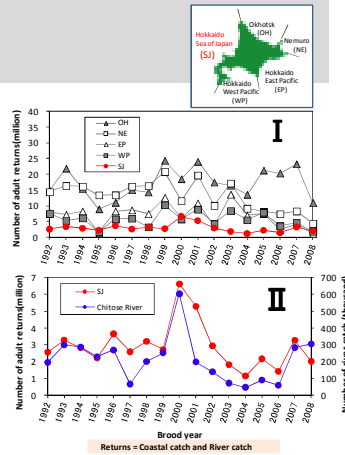 Okhotsk
(OH)
Hokkaido
Sea of Japan
(SJ)
Nemuro
(NE)
Hokkaido
East Pacific
(EP)
Hokkaido
West Pacific
(WP)
I
Number of adult returns(million)
40
35
30
25
20
15
10
5
0
OH
NE
EP
WP
SJ
1992
1993
1994
1995
1996
1997
1998
1999
2000
2001
2002
2003
2004
2005
2006
2007
2008
II
Number of adult returns(million)
7
6
5
4
3
2
1
0
SJ
Chitose River
700
600
500
400
300
200
100
0
1992
1993
1994
1995
1996
1997
1998
1999
2000
2001
2002
2003
2004
2005
2006
2007
2008
Brood year
Returns = Coastal catch and River catch